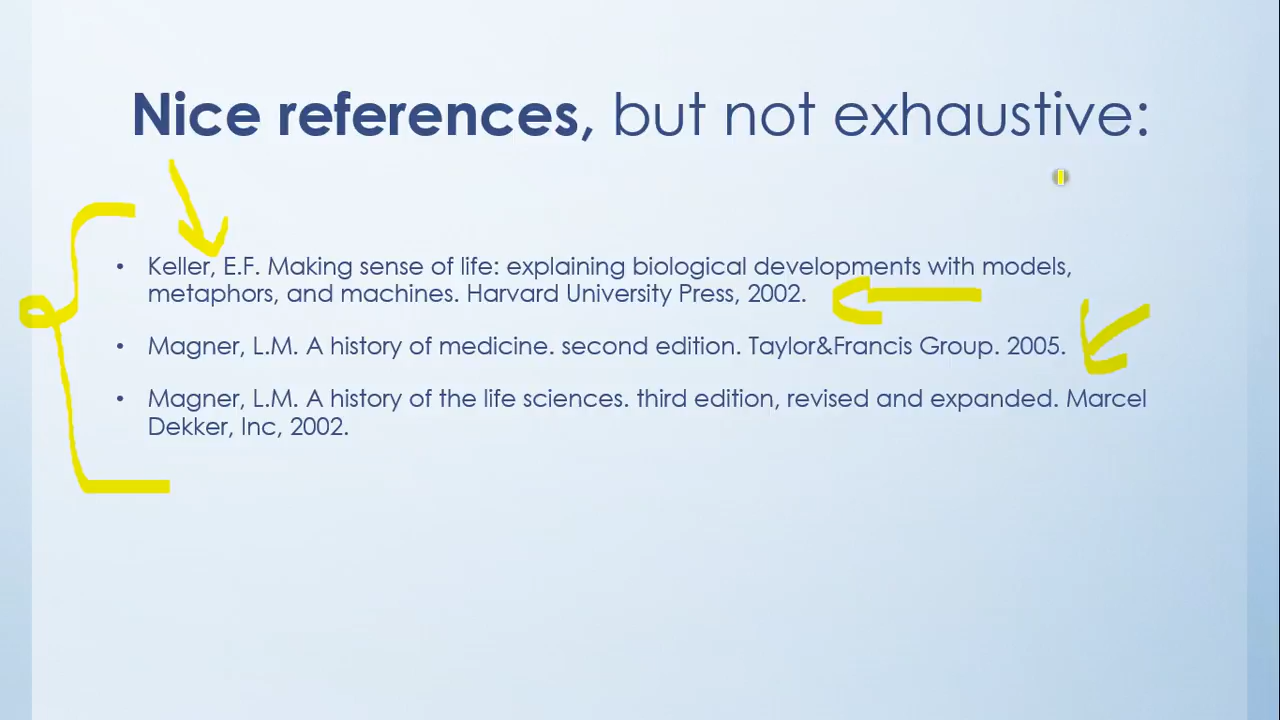 Nice references, but not exhaustive:
• Keller, E.F. Making sense of life: explaining biological developments with models,
metaphors, and machines. Harvard University Press, 2002.
• Magner, L.M. A history of medicine. second edition. Taylor&Francis Group. 2005.
• Magner, L.M. A history of the life sciences. third edition, revised and expanded. Marcel
Dekker, Inc, 2002.